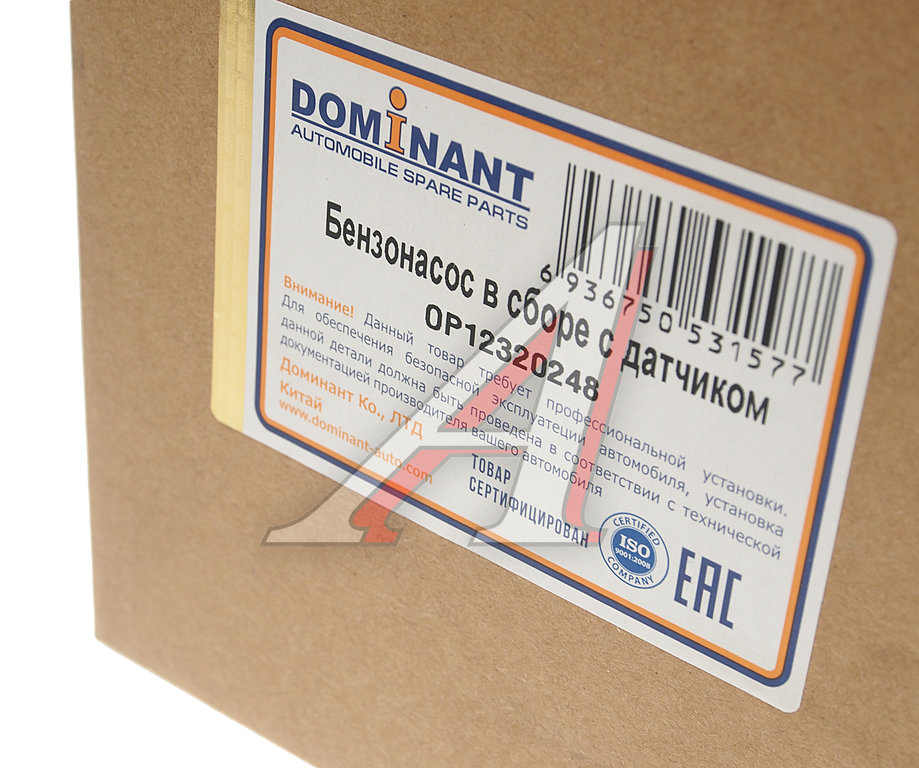 DOMiNANT
AUTOMOBILE SPARE PARTS
6 936750 531577
Бензонасос в сборе с датчиком
OP12320248
Внимание! Данный товар требует профессиональной установки.
Для обеспечения безопасной эксплуатеции автомобиля, установка
данной детали должна быть проведена в соответствии с технической
документацией производителя вашего автомобиля
Доминант Ко., ЛТД
Китай
www.dominant-auto.com
ТОВАР
СЕРТИФИЦИРОВАН
CERTIFIED
ISO
9001:2008
COMPANY
EAC